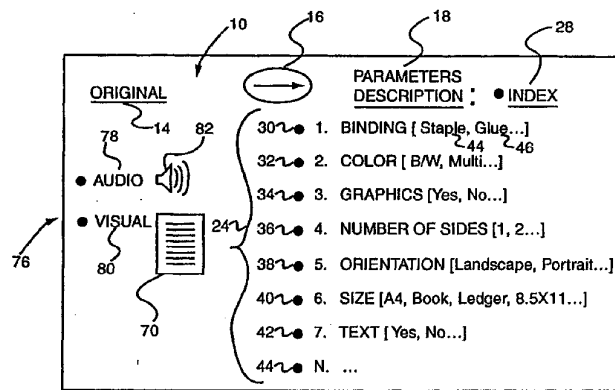 10
16
18
28
ORIGINAL
14
PARAMETERS
DESCRIPTION : • INDEX
78
82
• AUDIO
• VISUAL
76
80
70
24
30 • 1. BINDING [ Staple, Glue...]
44
46
32 • 2. COLOR [ B/W, Multi...]
34 • 3. GRAPHICS [Yes, No...]
36 • 4. NUMBER OF SIDES [1, 2...]
38 • 5. ORIENTATION [Landscape, Portrait...]
40 • 6. SIZE [A4, Book, Ledger, 8.5X11...]
42 • 7. TEXT [Yes, No...]
44 • N. ...